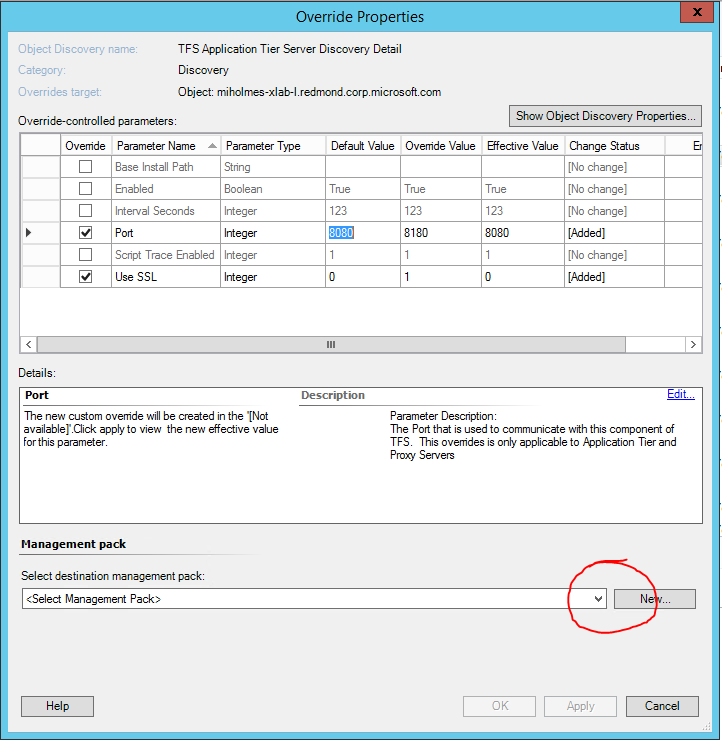 Override Properties
x
Object Discovery name: TFS Application Tier Server Discovery Detail
Category: Discovery
Overrides target: Object: miholmes-xlab-l.redmond.corp.microsoft.com
Override-controlled parameters:
Show Object Discovery Properties...
Override Parameter Name Parameter Type Default Value Override Value Effective Value Change Status En
Base Install Path String [No change]
Enabled Boolean True True True [No change]
Interval Seconds Integer 123 123 123 [No change]
Port Integer 8080 8180 8080 [Added]
Script Trace Enabled Integer 1 1 1 [No change]
Use SSL Integer 0 1 0 [Added]
Details:
Port
The new custom override will be created in the '[Not
available]'.Click apply to view the new effective value
for this parameter.
Description
Edit...
Parameter Description:
The Port that is used to communicate with this component of
TFS. This overrides is only applicable to Application Tier and
Proxy Servers
Management pack
Select destination management pack:
<Select Management Pack>
New...
Help
OK
Apply
Cancel